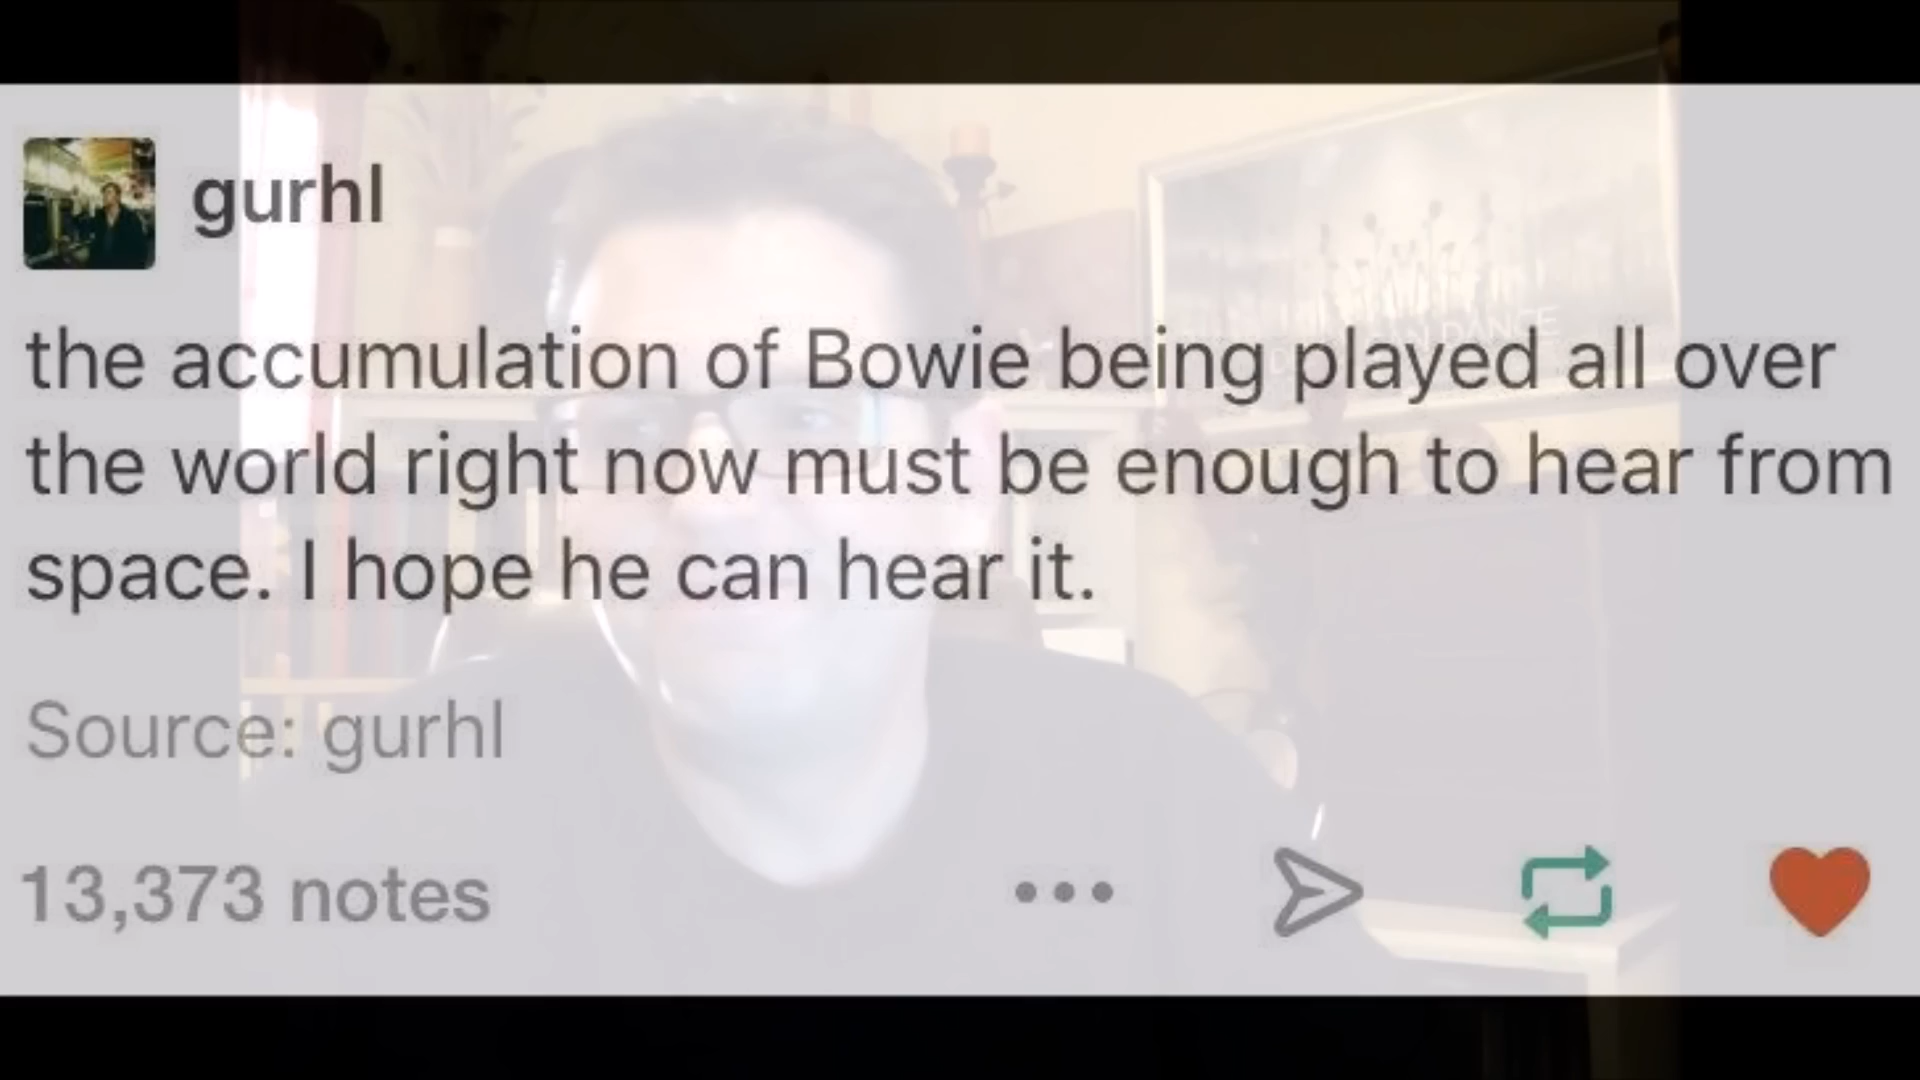 gurhl
the accumulation of Bowie being played all over
the world right now must be enough to hear from
space. I hope he can hear it.
Source: gurhl
13,373 notes